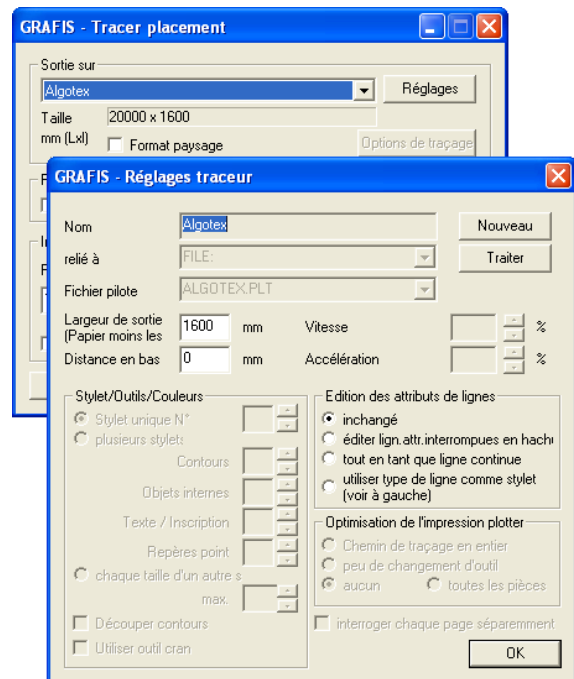 GRAFIS - Tracer placement
Sortie sur
Algotex
Réglages
Taille
20000 x 1600
mm (Lxl)
Format paysage
Options de traçage
GRAFIS - Réglages traceur
Nom
Algotex
Nouveau
relié à
FILE:
Traiter
Fichier pilote
ALGOTEX.PLT
Largeur de sortie
(Papier moins les
1600 mm
Vitesse %
Distance en bas
0 mm
Accélération %
Stylet/Outils/Couleurs
Stylet unique N°
plusieurs stylets
Contours
Objets internes
Texte / Inscription
Repères point
chaque taille d'un autre s
max.
Découper contours
Utiliser outil cran
Edition des attributs de lignes
inchangé
éditer lign.attr.interrompues en hachu
tout en tant que ligne continue
utiliser type de ligne comme stylet
(voir à gauche)
Optimisation de l'impression plotter
Chemin de traçage en entier
peu de changement d'outil
aucun
toutes les pièces
interroger chaque page séparemment
OK